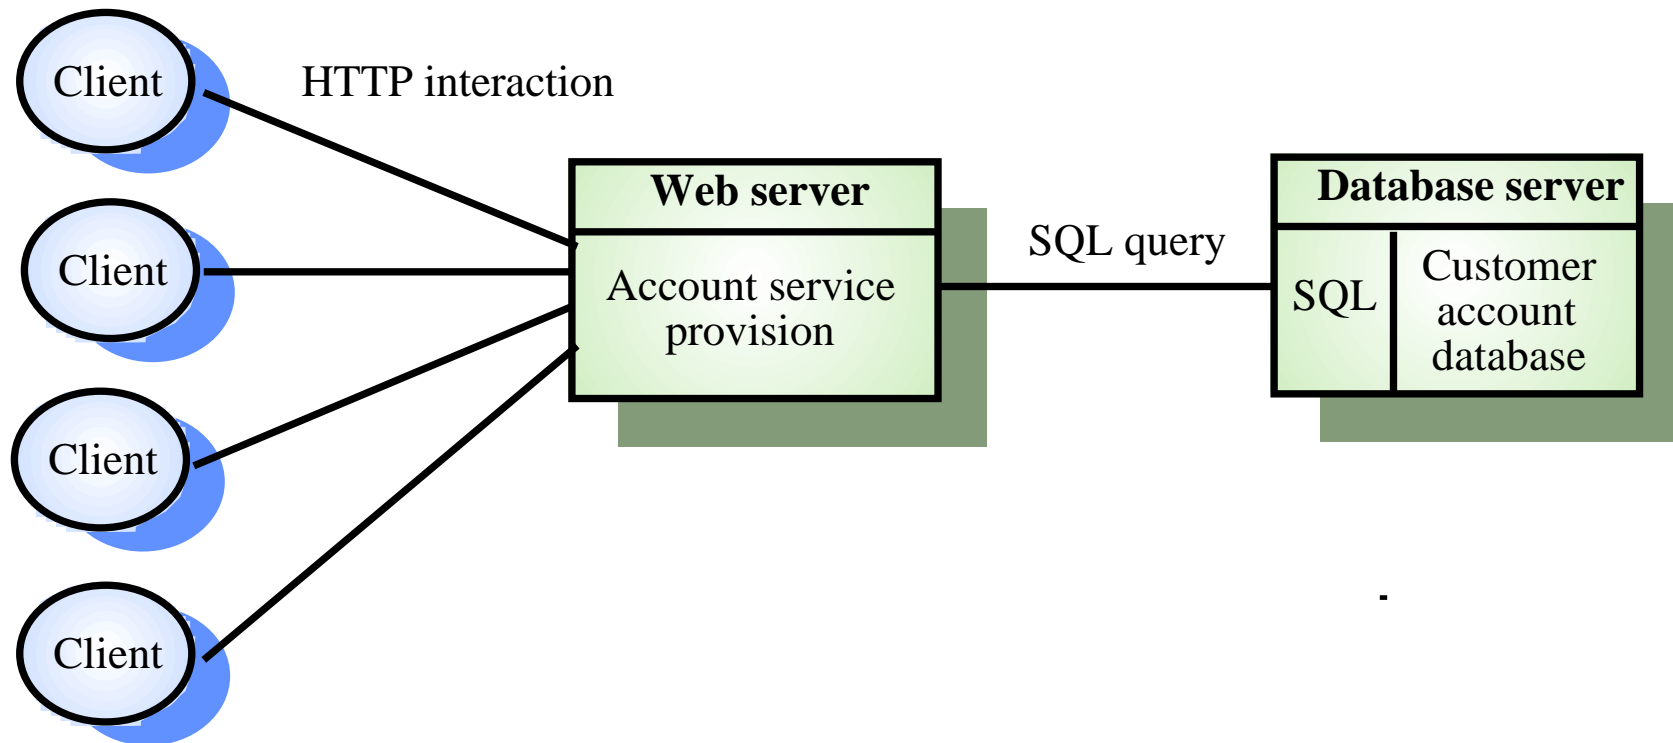 Client
HTTP interaction
Client
Client
Client
Web server
Account service
provision
SQL query
Database server
SQL
Customer
account
database